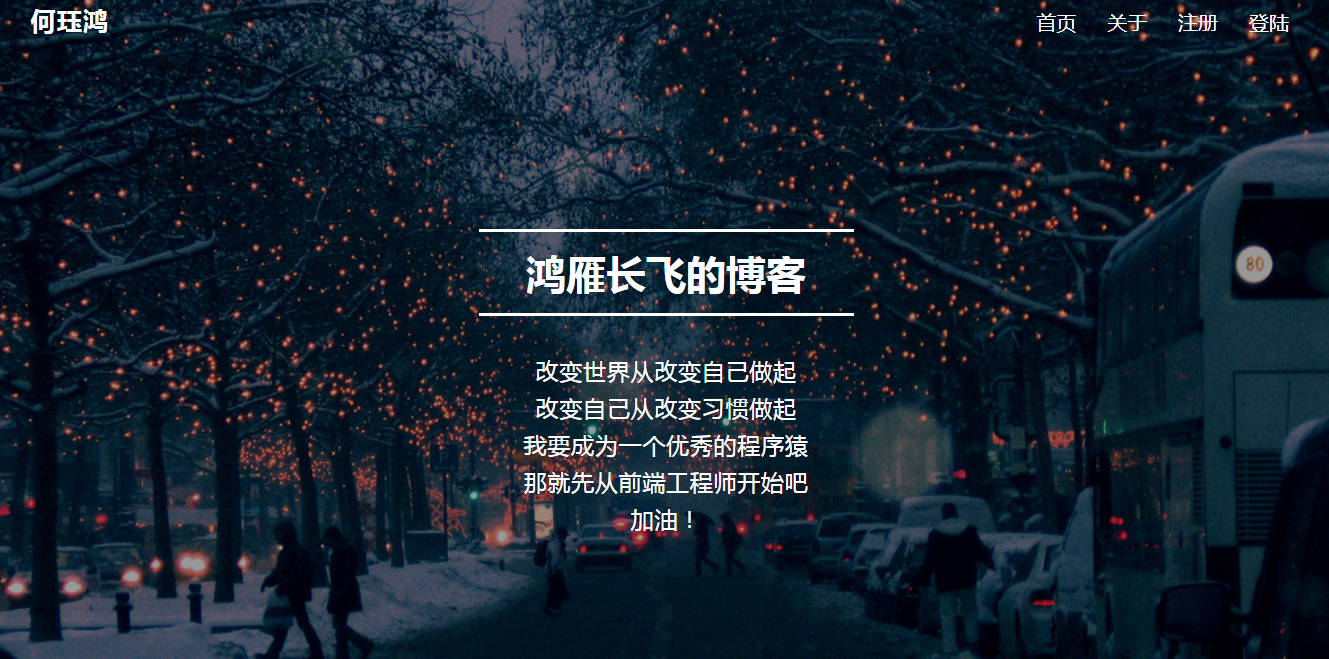 何珏鸿
首页 关于 注册 登陆
鸿雁长飞的博客
改变世界从改变自己做起
改变自己从改变习惯做起
我要成为一个优秀的程序猿
那就先从前端工程师开始吧
加油！
80